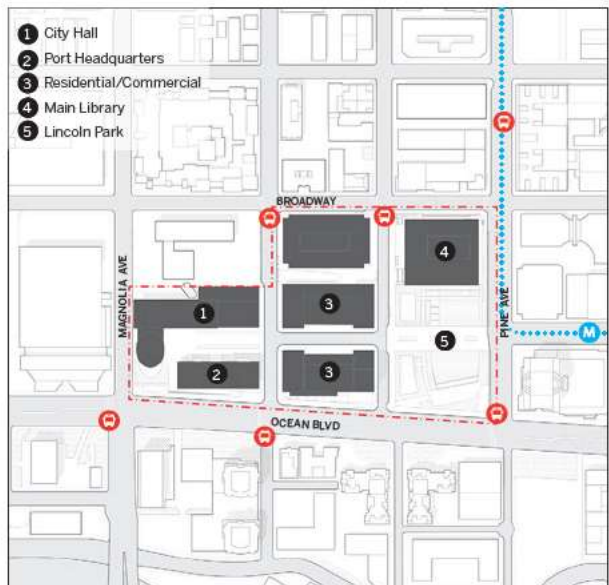 1 City Hall
2 Port Headquarters
3 Residential/Commercial
4 Main Library
5 Lincoln Park
BROADWAY
MAGNOLIA AVE
PINE AVE
4
3
1
5
M
2
3
OCEAN BLVD